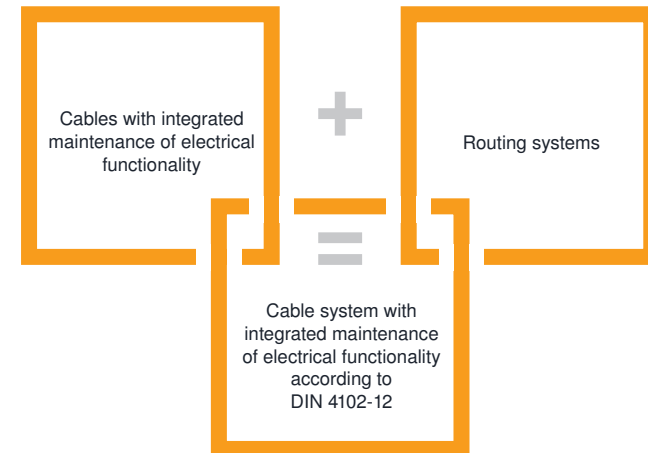 Cables with integrated
maintenance of electrical
functionality
+
Routing systems
=
Cable system with
integrated maintenance
of electrical functionality
according to
DIN 4102-12